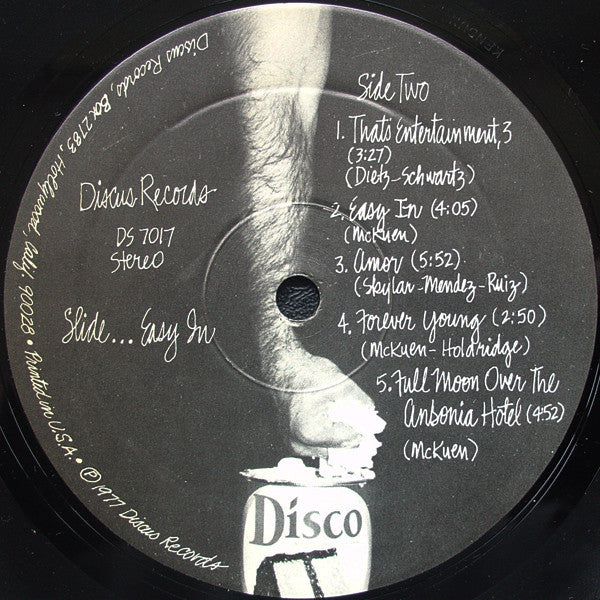 Discus Records, Box 2783, Hollywood, Calif. 90028 • Printed in U.S.A. • ℗ 1977 Discus Records
Discus Records
DS 7017
Stereo
Slide... Easy In
Side Two
1. That's Entertainment, 3
(3:27)
(Dietz-Schwartz)
2. Easy In (4:05)
(McKuen)
3. Amor (5:52)
(Skylar-Mendez-Ruiz)
4. Forever Young (2:50)
(McKuen-Holdridge)
5. Full Moon Over The
Anbonia Hotel (4:52)
(McKuen)
Disco